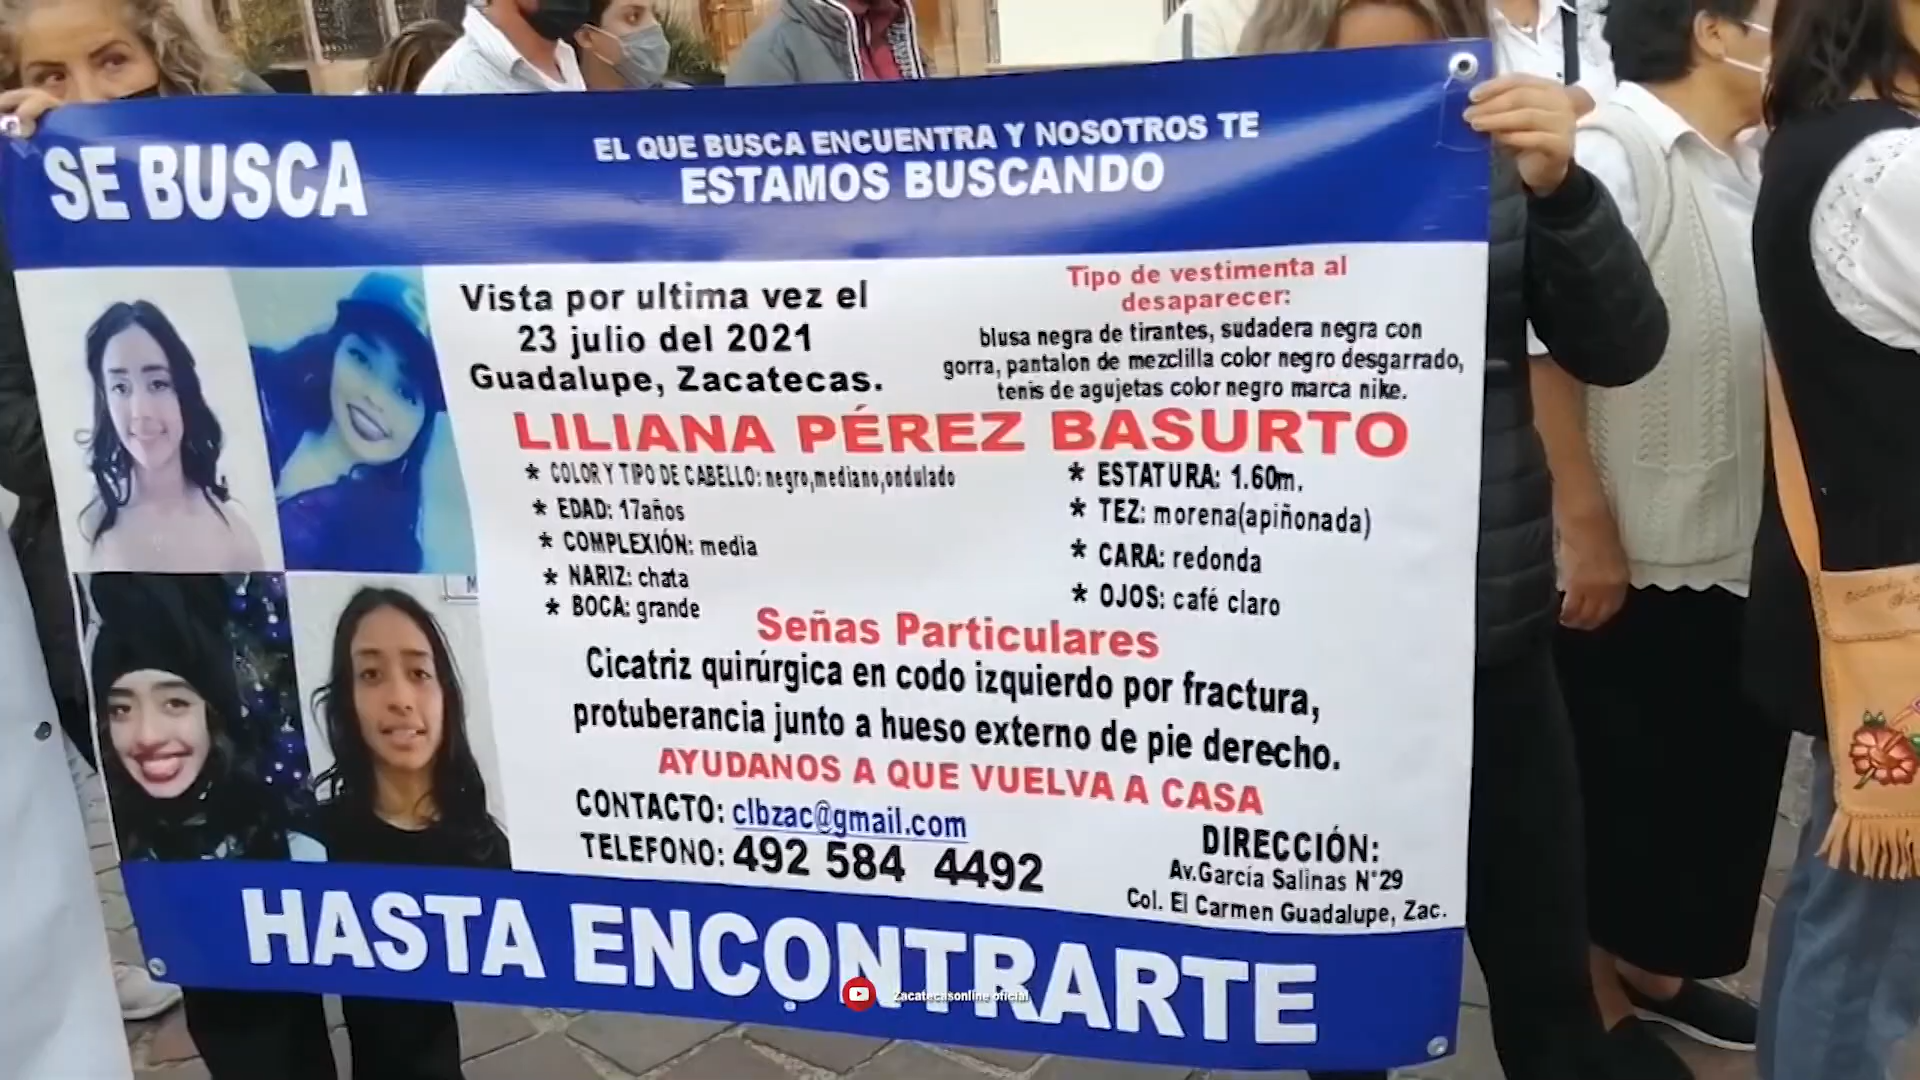 SE BUSCA
EL QUE BUSCA ENCUENTRA Y NOSOTROS TE
ESTAMOS BUSCANDO
Vista por ultima vez el
23 julio del 2021
Guadalupe, Zacatecas.
Tipo de vestimenta al
desaparecer:
blusa negra de tirantes, sudadera negra con
gorra, pantalon de mezclilla color negro desgarrado,
tenis de agujetas color negro marca nike.
LILIANA PÉREZ BASURTO
* COLOR Y TIPO DE CABELLO: negro,mediano,ondulado
* EDAD: 17años
* COMPLEXIÓN: media
* NARIZ: chata
* BOCA: grande
* ESTATURA: 1.60m.
* TEZ: morena(apiñonada)
* CARA: redonda
* OJOS: café claro
Señas Particulares
Cicatriz quirúrgica en codo izquierdo por fractura,
protuberancia junto a hueso externo de pie derecho.
AYUDANOS A QUE VUELVA A CASA
CONTACTO: clbzac@gmail.com
TELEFONO: 492 584 4492
DIRECCIÓN:
Av.García Salinas N°29
Col. El Carmen Guadalupe, Zac.
HASTA ENCONTRARTE
Zacatecasonline oficial